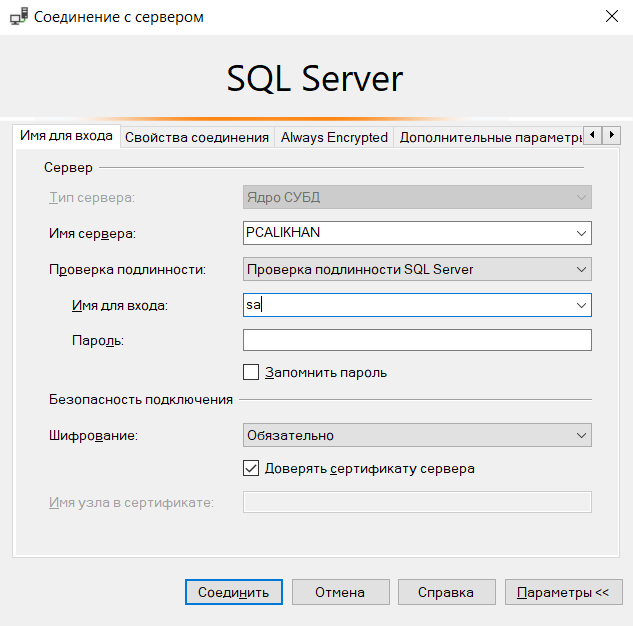 Соединение с сервером
SQL Server
Имя для входа Свойства соединения Always Encrypted Дополнительные параметры
Сервер
Тип сервера: Ядро СУБД
Имя сервера: PCALIKHAN
Проверка подлинности: Проверка подлинности SQL Server
Имя для входа: sa
Пароль:
Запомнить пароль
Безопасность подключения
Шифрование: Обязательно
Доверять сертификату сервера
Имя узла в сертификате:
Соединить Отмена Справка Параметры <<